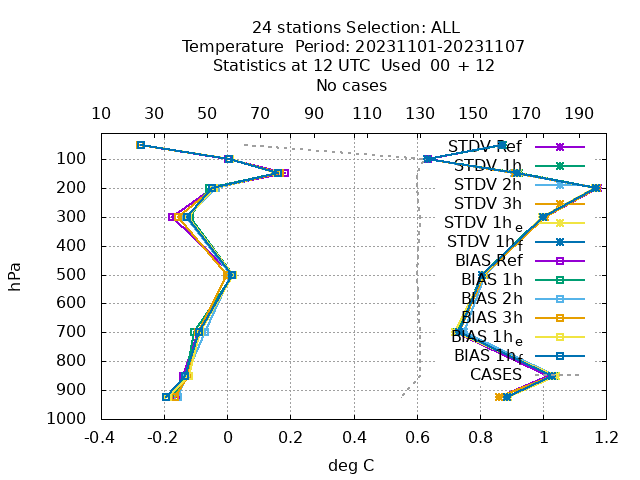 24 stations Selection: ALL
Temperature  Period: 20231101-20231107
Statistics at 12 UTC  Used  00 + 12
No cases
10 30 50 70 90 110 130 150 170 190
STDV Ref
STDV 1h
STDV 2h
STDV 3h
STDV 1he
STDV 1hf
BIAS Ref
BIAS 1h
BIAS 2h
BIAS 3h
BIAS 1he
BIAS 1hf
CASES
hPa
100
200
300
400
500
600
700
800
900
1000
-0.4 -0.2 0 0.2 0.4 0.6 0.8 1 1.2
deg C